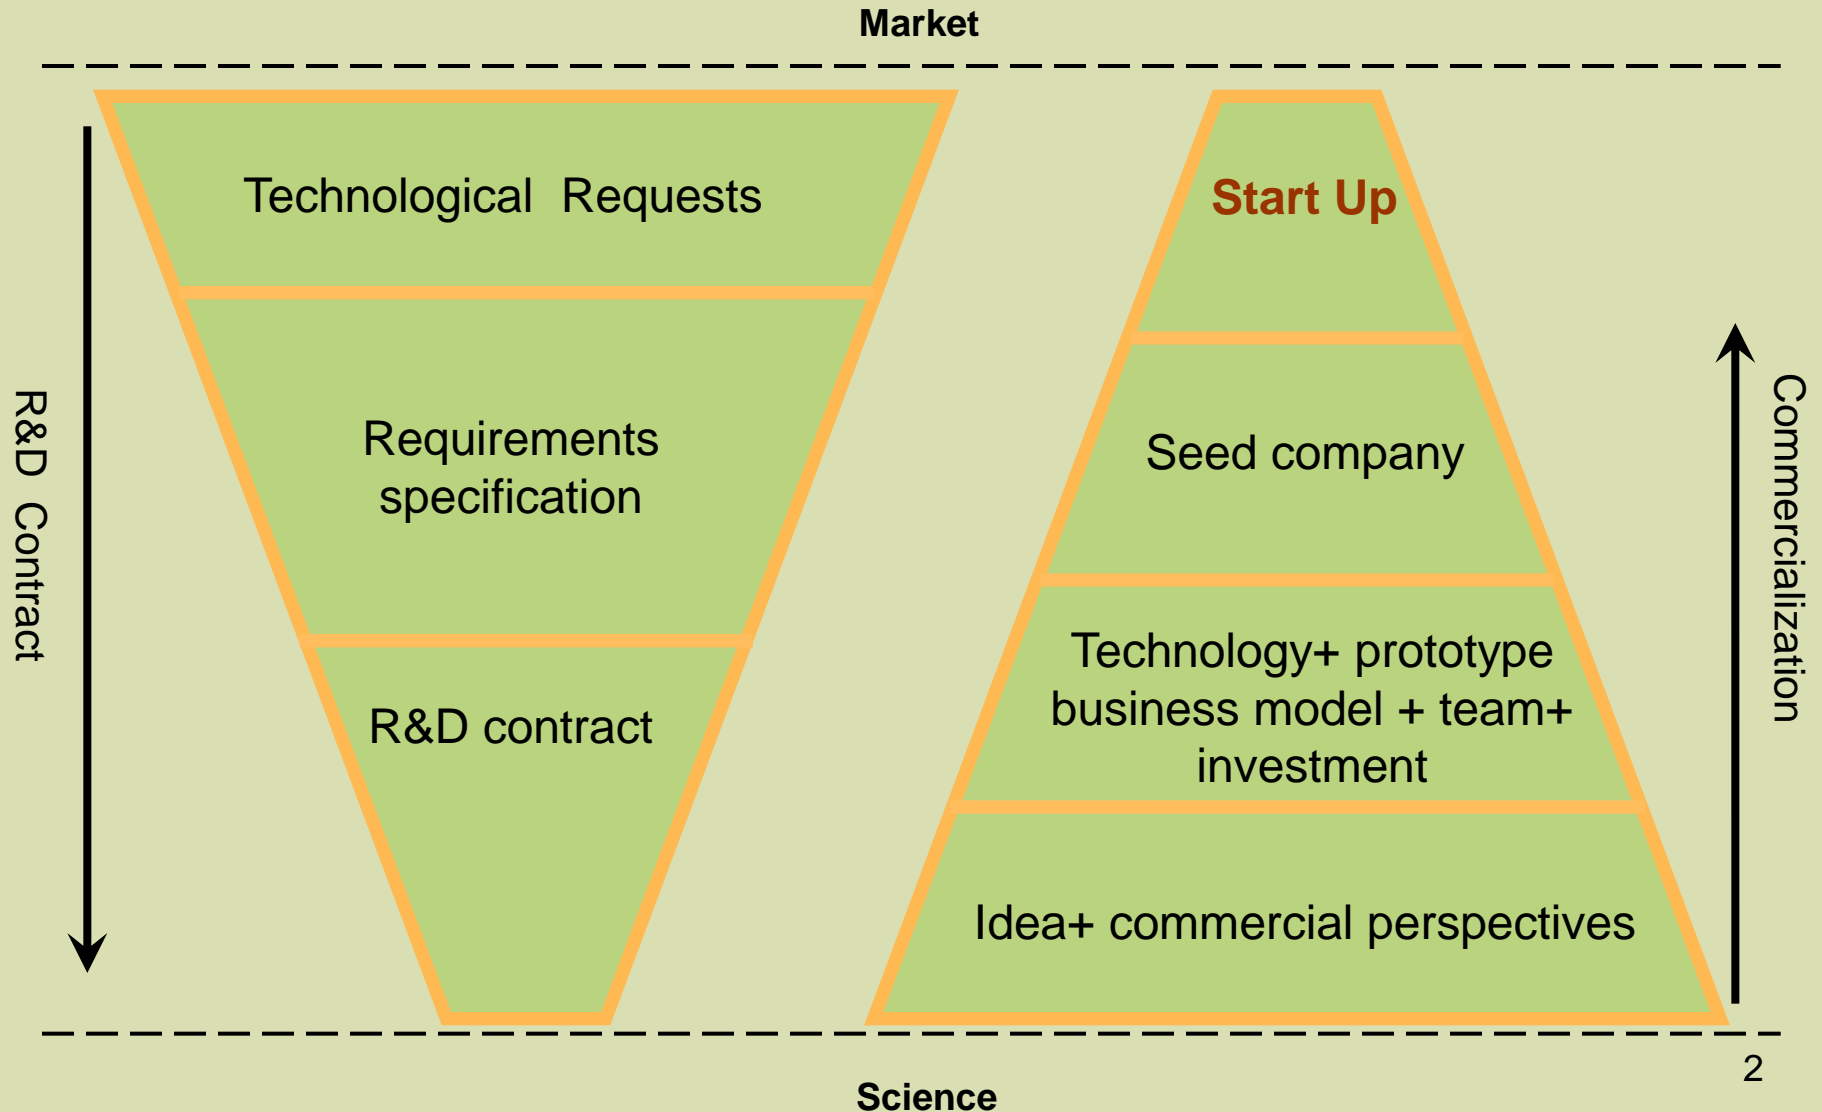 Market
Technological  Requests
Requirements
specification
R&D contract
R&D  Contract
Start Up
Seed company
Technology+ prototype
business model + team+
investment
Idea+ commercial perspectives
Commercialization
2
Science